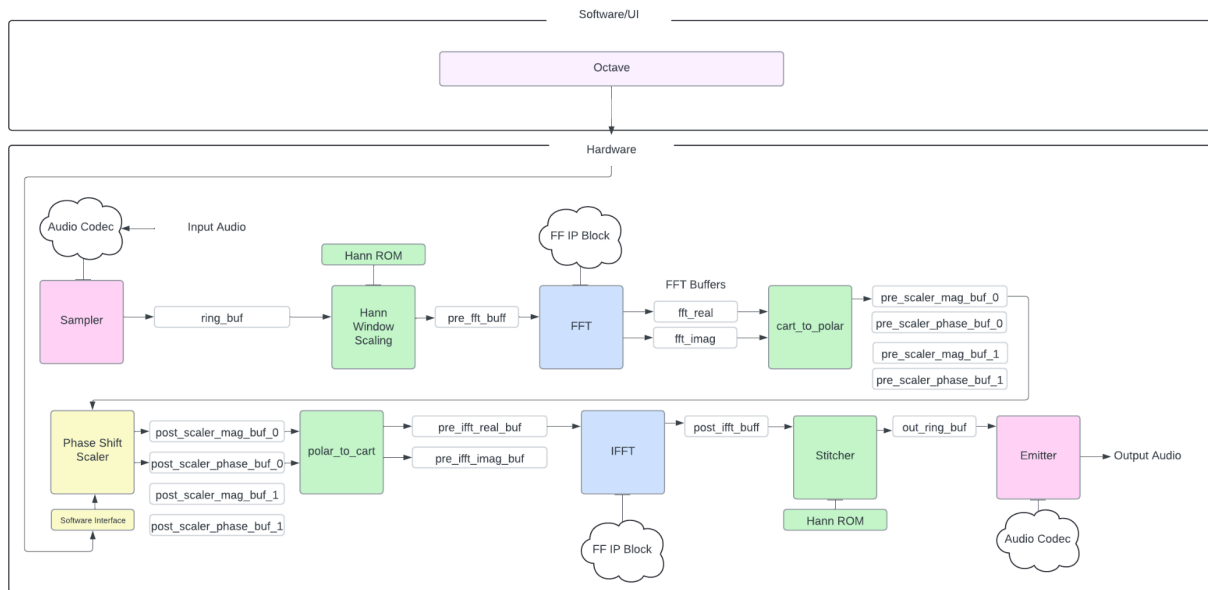 Software/UI
Octave
Hardware
Audio Codec
Input Audio
FF IP Block
Hann ROM
FFT Buffers
Sampler
ring_buf
Hann
Window
Scaling
pre_fft_buff
FFT
fft_real
fft_imag
cart_to_polar
pre_scaler_mag_buf_0
pre_scaler_phase_buf_0
pre_scaler_mag_buf_1
pre_scaler_phase_buf_1
Phase Shift
Scaler
Software Interface
post_scaler_mag_buf_0
post_scaler_phase_buf_0
post_scaler_mag_buf_1
post_scaler_phase_buf_1
polar_to_cart
pre_ifft_real_buf
pre_ifft_imag_buf
IFFT
FF IP Block
post_ifft_buff
Stitcher
Hann ROM
out_ring_buf
Emitter
Output Audio
Audio Codec